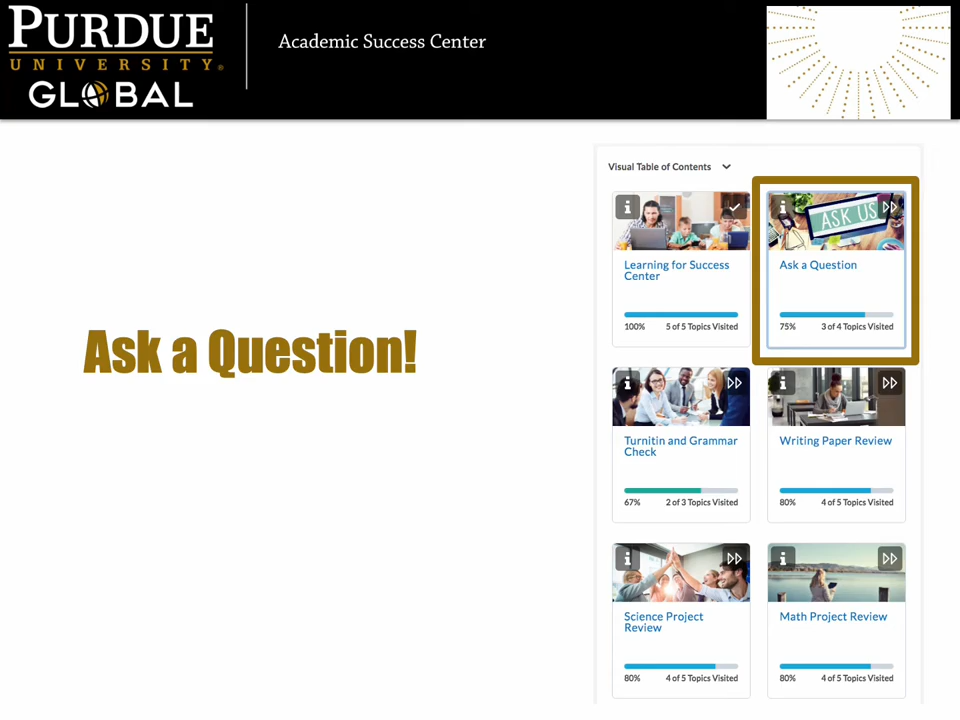 PURDUE
UNIVERSITY®
GLOBAL
Academic Success Center
Ask a Question!
Visual Table of Contents
Learning for Success
Center
100% 5 of 5 Topics Visited
ASK US
Ask a Question
75% 3 of 4 Topics Visited
Turnitin and Grammar
Check
67% 2 of 3 Topics Visited
Writing Paper Review
80% 4 of 5 Topics Visited
Science Project
Review
80% 4 of 5 Topics Visited
Math Project Review
80% 4 of 5 Topics Visited